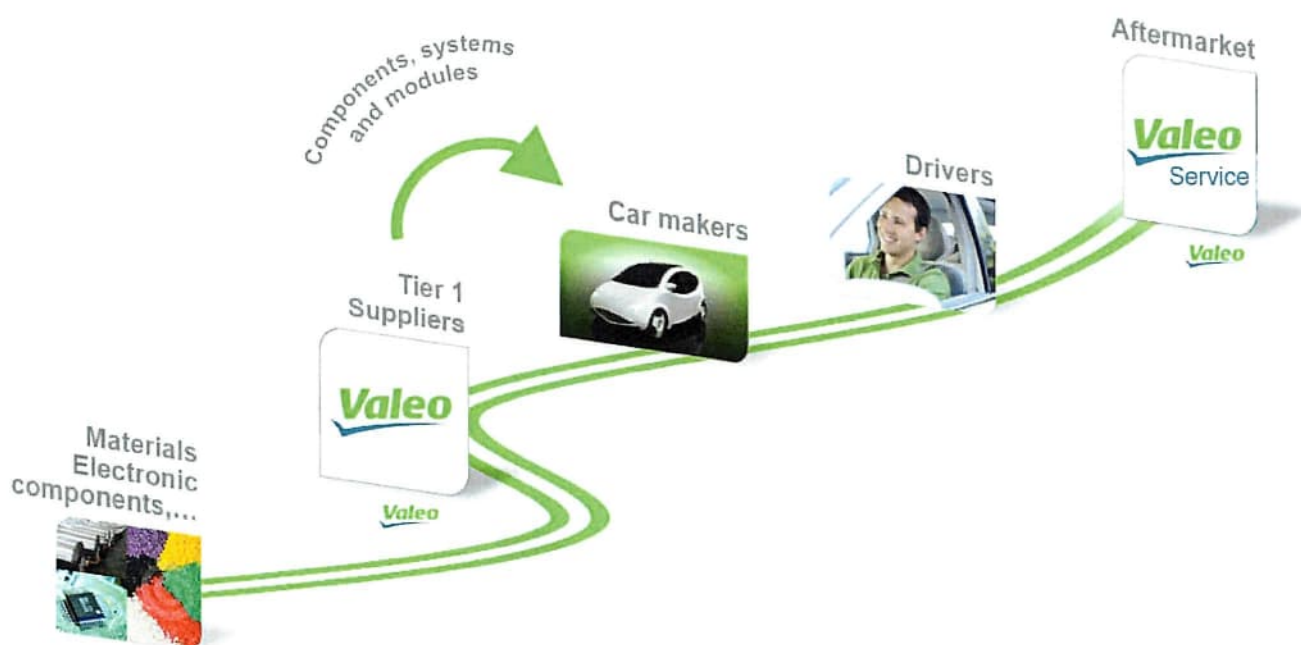 Components, systems
and modules
Aftermarket
Valeo
Service
Valeo
Drivers
Car makers
Tier 1
Suppliers
Valeo
Valeo
Materials
Electronic
components,...